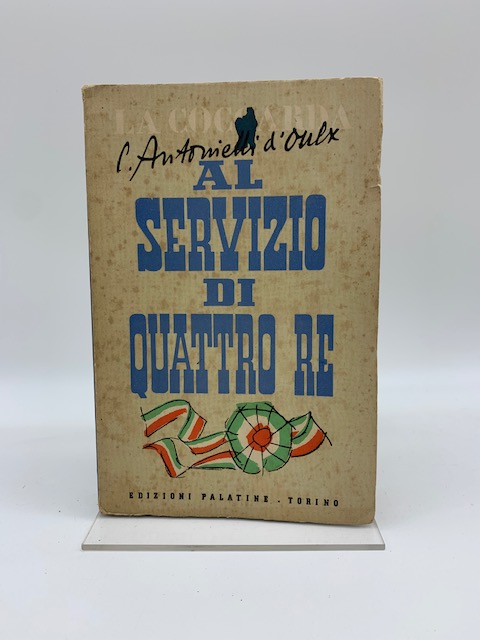 LA COCCARDA
C. Antonielli d'Oulx
AL
SERVIZIO
DI
QUATTRO RE
EDIZIONI PALATINE - TORINO